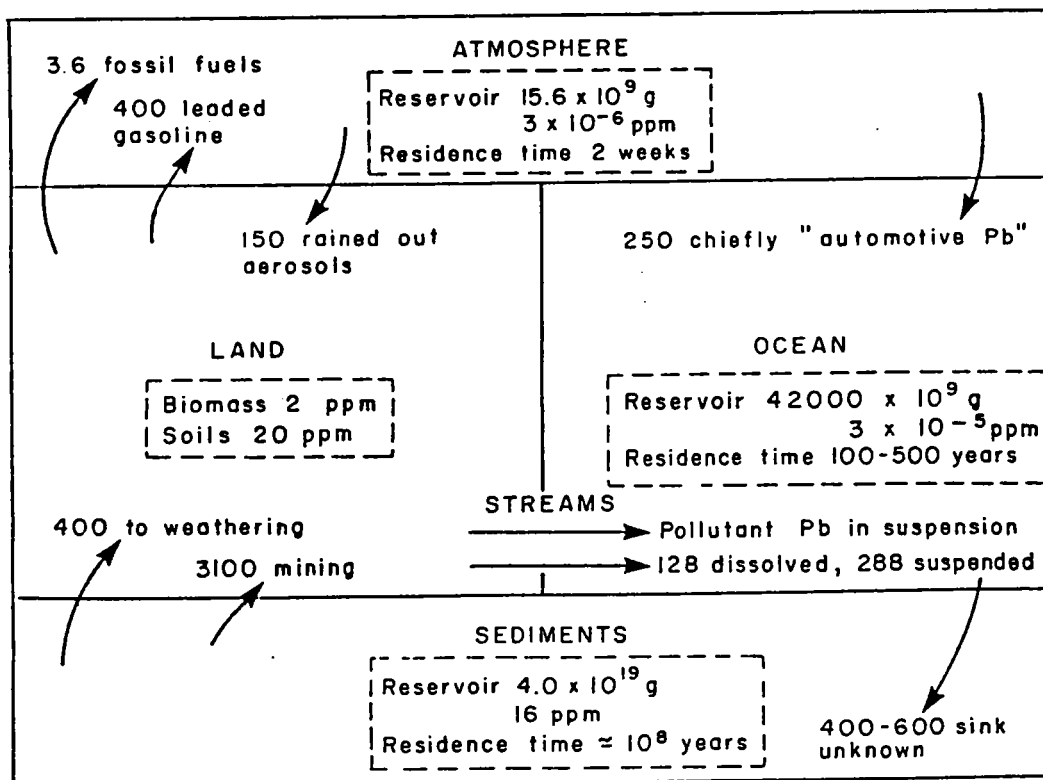 ATMOSPHERE
3.6 fossil fuels
400 leaded
gasoline
Reservoir 15.6 x 10⁹ g
3 x 10⁻⁶ ppm
Residence time 2 weeks
150 rained out
aerosols
250 chiefly "automotive Pb"
LAND
Biomass 2 ppm
Soils 20 ppm
OCEAN
Reservoir 42000 x 10⁹ g
3 x 10⁻⁵ ppm
Residence time 100-500 years
STREAMS
400 to weathering
Pollutant Pb in suspension
3100 mining
128 dissolved, 288 suspended
SEDIMENTS
Reservoir 4.0 x 10¹⁹ g
16 ppm
Residence time ≃ 10⁸ years
400-600 sink
unknown